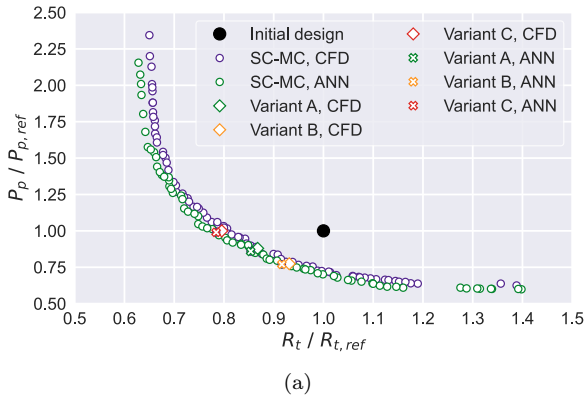 2.50
2.25
2.00
1.75
1.50
1.25
1.00
0.75
0.50
P_p / P_{p,ref}
Initial design
SC-MC, CFD
SC-MC, ANN
Variant A, CFD
Variant B, CFD
Variant C, CFD
Variant A, ANN
Variant B, ANN
Variant C, ANN
0.5 0.6 0.7 0.8 0.9 1.0 1.1 1.2 1.3 1.4 1.5
R_t / R_{t,ref}
(a)